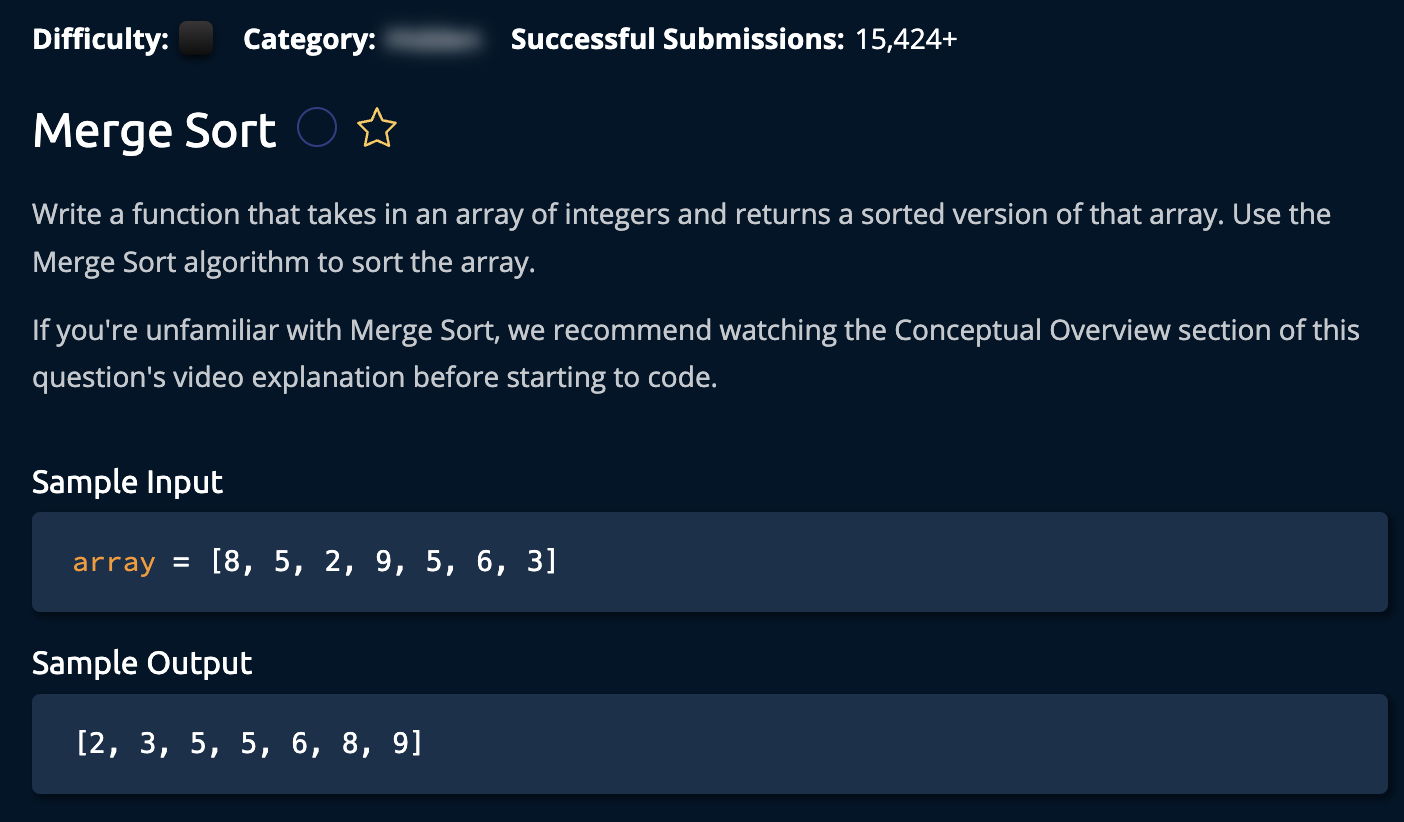 Difficulty: Category: Successful Submissions: 15,424+
Merge Sort
Write a function that takes in an array of integers and returns a sorted version of that array. Use the
Merge Sort algorithm to sort the array.
If you're unfamiliar with Merge Sort, we recommend watching the Conceptual Overview section of this
question's video explanation before starting to code.
Sample Input
array = [8, 5, 2, 9, 5, 6, 3]
Sample Output
[2, 3, 5, 5, 6, 8, 9]